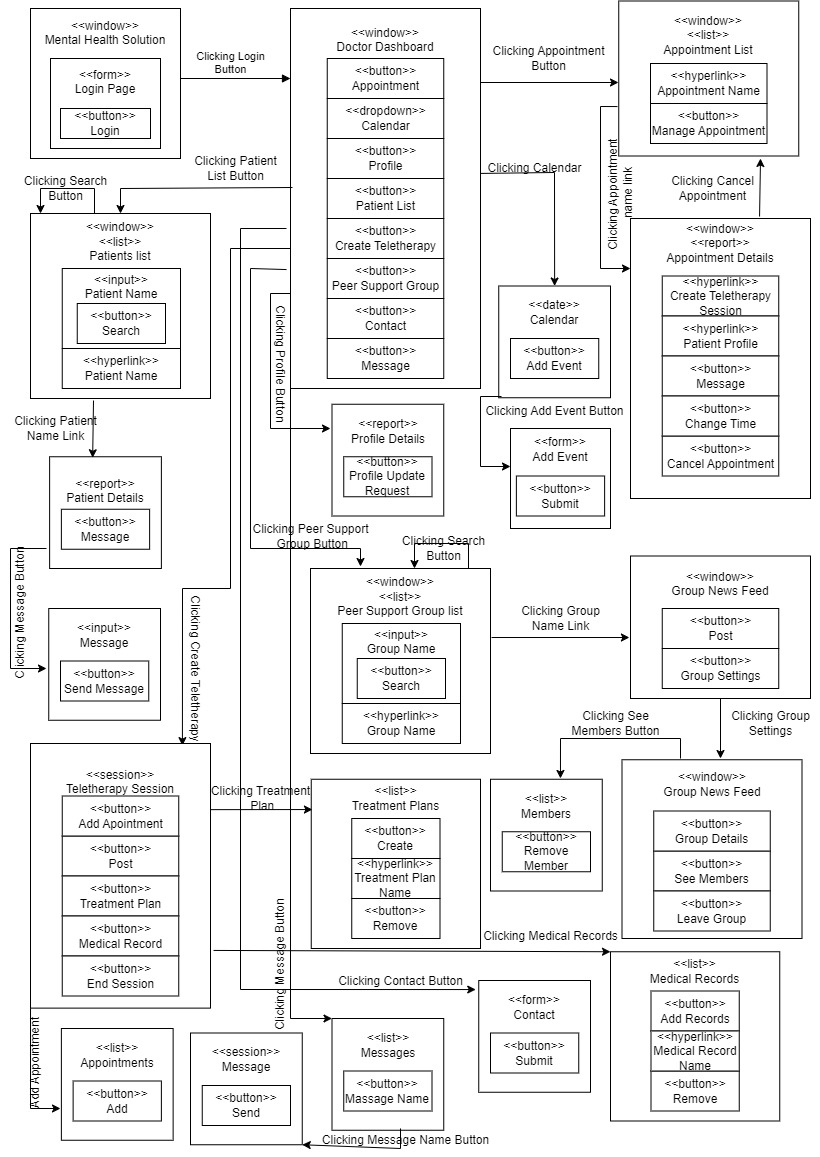 <<window>>
Mental Health Solution
<<form>>
Login Page
<<button>>
Login
Clicking Login
Button
<<window>>
Doctor Dashboard
<<button>>
Appointment
<<dropdown>>
Calendar
<<button>>
Profile
<<button>>
Patient List
<<button>>
Create Teletherapy
<<button>>
Peer Support Group
<<button>>
Contact
<<button>>
Message
Clicking Appointment
Button
<<window>>
<<list>>
Appointment List
<<hyperlink>>
Appointment Name
<<button>>
Manage Appointment
Clicking Appointment
name link
Clicking Cancel
Appointment
<<window>>
<<report>>
Appointment Details
<<hyperlink>>
Create Teletherapy
Session
<<hyperlink>>
Patient Profile
<<button>>
Message
<<button>>
Change Time
<<button>>
Cancel Appointment
Clicking Calendar
<<date>>
Calendar
<<button>>
Add Event
Clicking Add Event Button
<<form>>
Add Event
<<button>>
Submit
Clicking Patient
List Button
Clicking Search
Button
<<window>>
<<list>>
Patients list
<<input>>
Patient Name
<<button>>
Search
<<hyperlink>>
Patient Name
Clicking Patient
Name Link
<<report>>
Patient Details
<<button>>
Message
Clicking Message Button
<<input>>
Message
<<button>>
Send Message
Clicking Profile Button
<<report>>
Profile Details
<<button>>
Profile Update
Request
Clicking Peer Support
Group Button
Clicking Search
Button
<<window>>
<<list>>
Peer Support Group list
<<input>>
Group Name
<<button>>
Search
<<hyperlink>>
Group Name
Clicking Group
Name Link
<<window>>
Group News Feed
<<button>>
Post
<<button>>
Group Settings
Clicking Group
Settings
Clicking See
Members Button
<<window>>
Group News Feed
<<button>>
Group Details
<<button>>
See Members
<<button>>
Leave Group
<<list>>
Members
<<button>>
Remove
Member
Clicking Create Teletherapy
<<session>>
Teletherapy Session
<<button>>
Add Apointment
<<button>>
Post
<<button>>
Treatment Plan
<<button>>
Medical Record
<<button>>
End Session
Clicking Treatment
Plan
<<list>>
Treatment Plans
<<button>>
Create
<<hyperlink>>
Treatment Plan
Name
<<button>>
Remove
Clicking Medical Records
<<list>>
Medical Records
<<button>>
Add Records
<<hyperlink>>
Medical Record
Name
<<button>>
Remove
Clicking Contact Button
<<form>>
Contact
<<button>>
Submit
Clicking Message Button
<<list>>
Messages
<<button>>
Massage Name
Clicking Message Name Button
<<session>>
Message
<<button>>
Send
Add Appointment
<<list>>
Appointments
<<button>>
Add